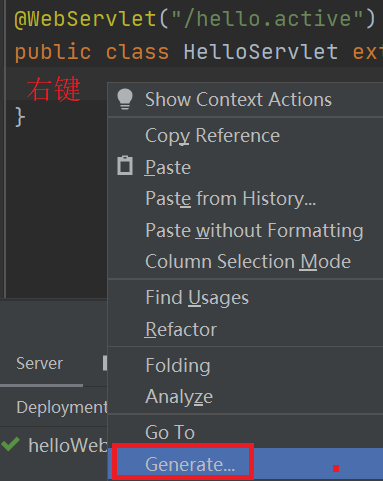 @WebServlet("/hello.active")
public class HelloServlet ext
右键
}
Show Context Actions
Copy Reference
Paste
Paste from History...
Paste without Formatting
Column Selection Mode
Find Usages
Refactor
Folding
Analyze
Go To
Generate...
Server
Deployment
helloWeb